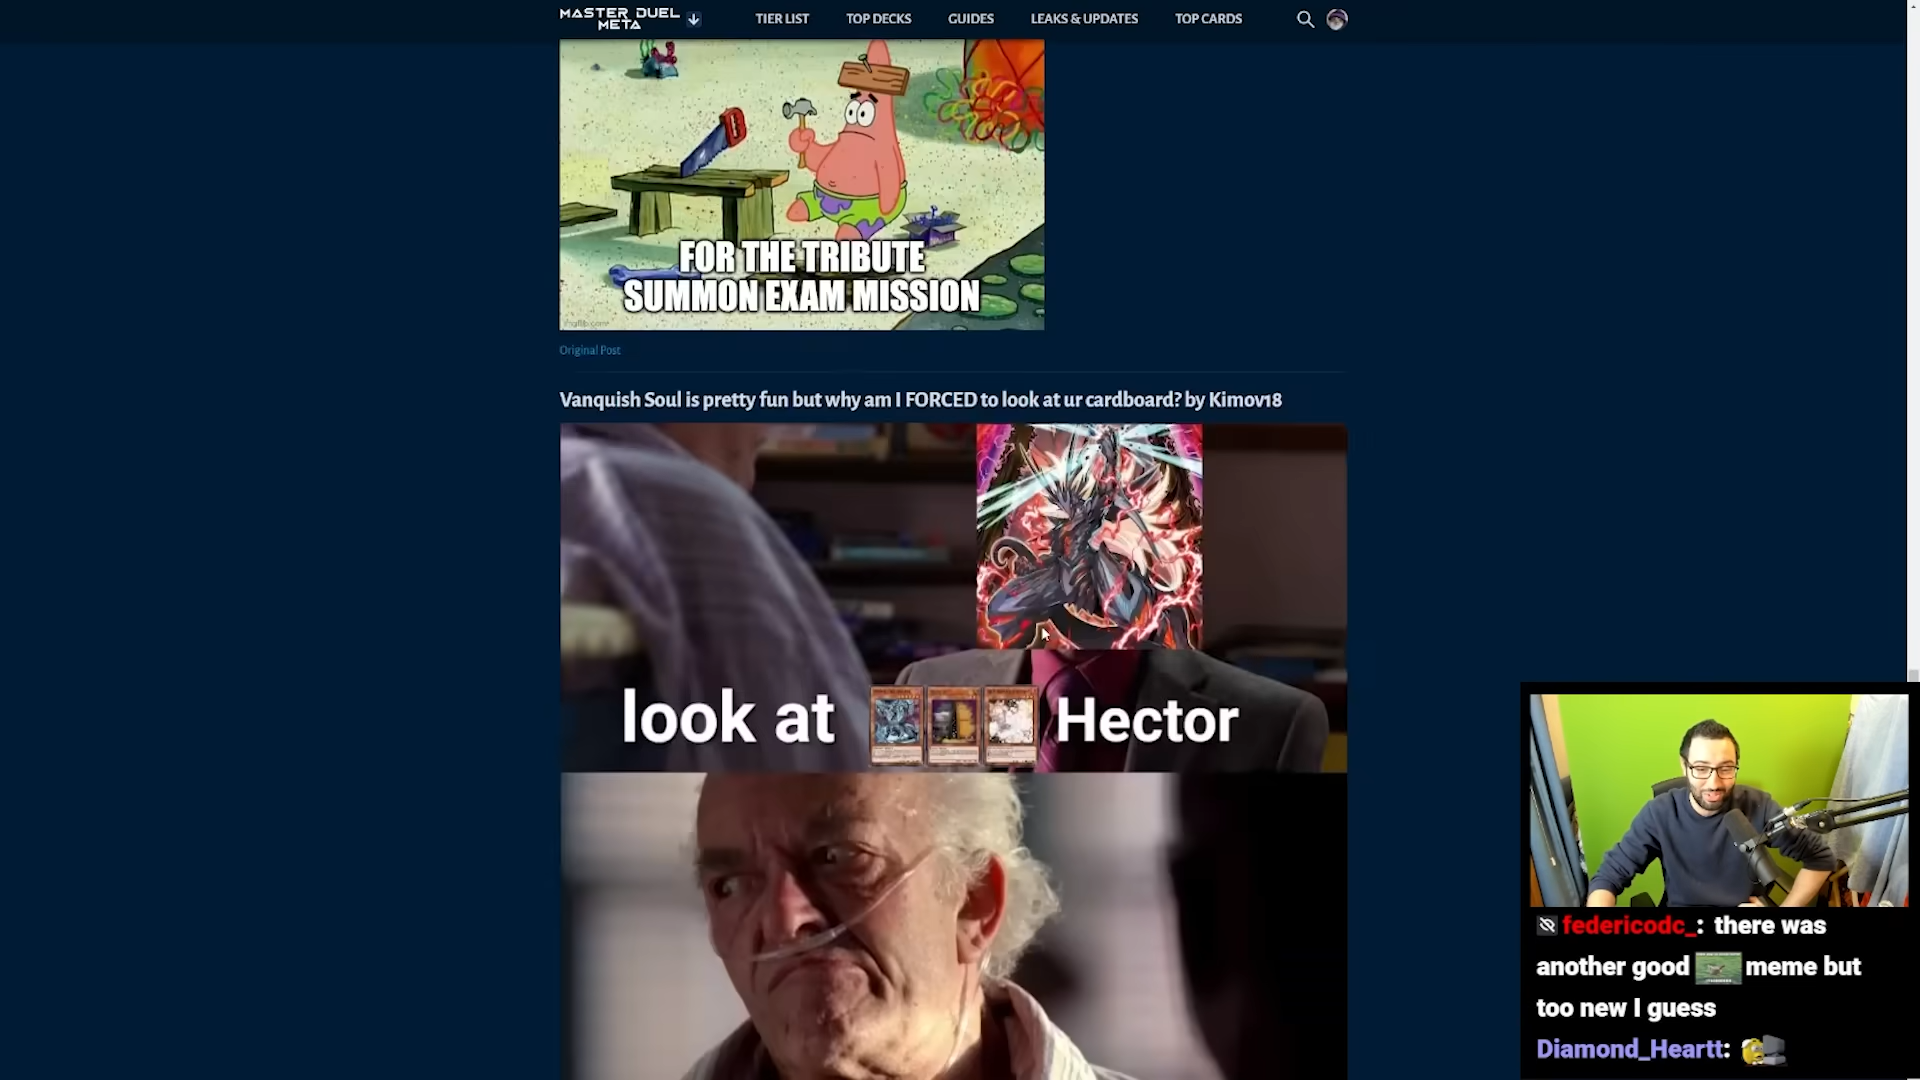 MASTER DUEL
META
TIER LIST
TOP DECKS
GUIDES
LEAKS & UPDATES
TOP CARDS
FOR THE TRIBUTE
SUMMON EXAM MISSION
imgflip.com
Original Post
Vanquish Soul is pretty fun but why am I FORCED to look at ur cardboard? by Kimov18
look at Hector
federicodc_: there was
another good meme but
too new I guess
Diamond_Heartt: